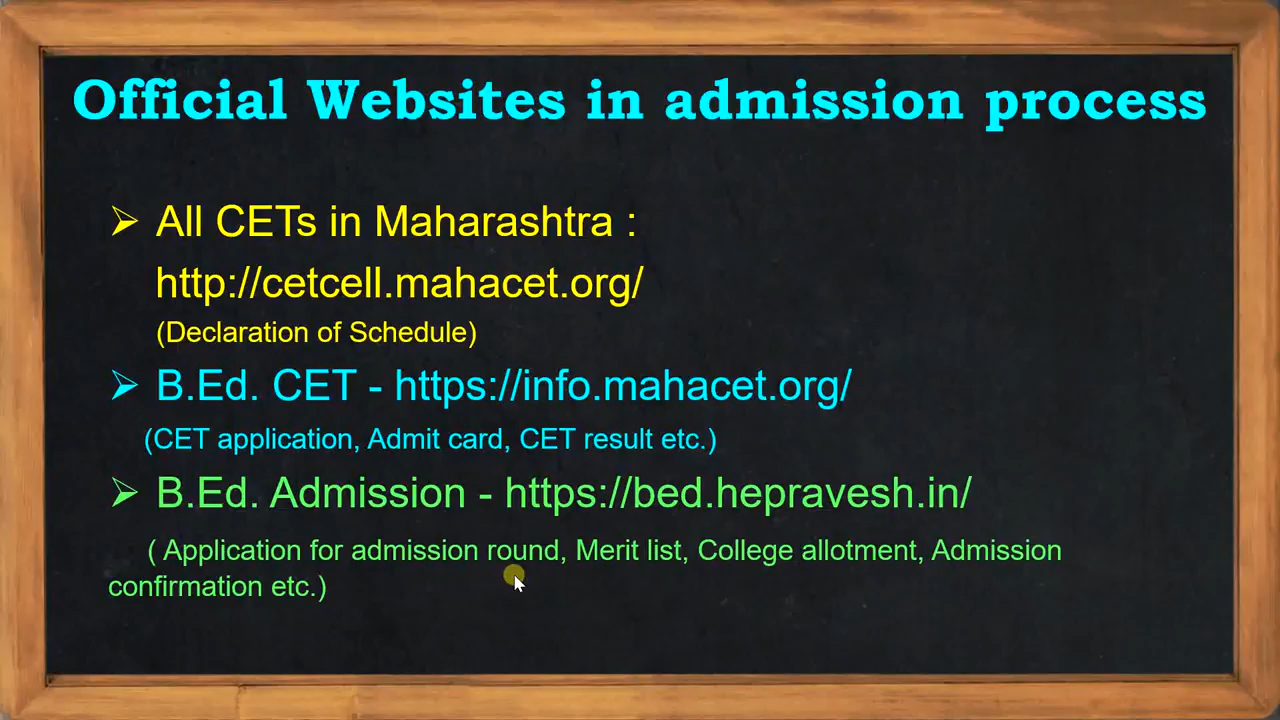 Official Websites in admission process
➢ All CETs in Maharashtra :
http://cetcell.mahacet.org/
(Declaration of Schedule)
➢ B.Ed. CET - https://info.mahacet.org/
(CET application, Admit card, CET result etc.)
➢ B.Ed. Admission - https://bed.hepravesh.in/
( Application for admission round, Merit list, College allotment, Admission
confirmation etc.)